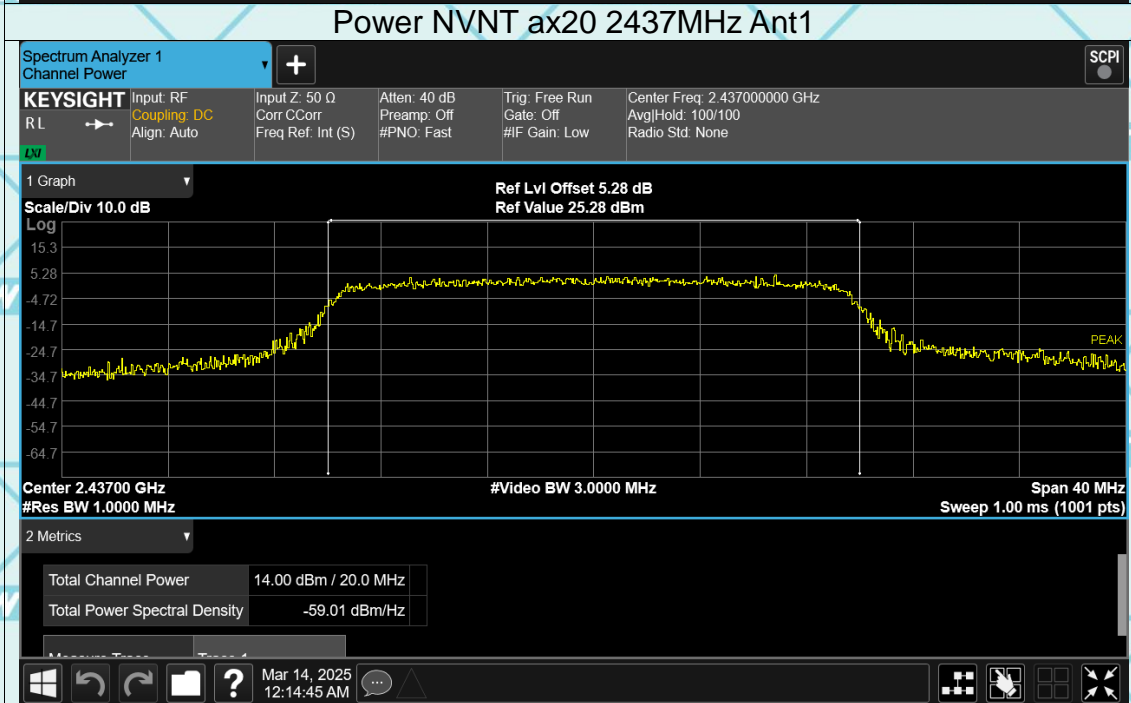 Power NVNT ax20 2437MHz Ant1
Spectrum Analyzer 1
Channel Power
SCPI
KEYSIGHT
R L
LXI
Input: RF
Coupling: DC
Align: Auto
Input Z: 50 Ω
Corr CCorr
Freq Ref: Int (S)
Atten: 40 dB
Preamp: Off
#PNO: Fast
Trig: Free Run
Gate: Off
#IF Gain: Low
Center Freq: 2.437000000 GHz
Avg|Hold: 100/100
Radio Std: None
1 Graph
Ref Lvl Offset 5.28 dB
Scale/Div 10.0 dB
Ref Value 25.28 dBm
Log
15.3
5.28
-4.72
-14.7
-24.7
-34.7
-44.7
-54.7
-64.7
PEAK
Center 2.43700 GHz
#Video BW 3.0000 MHz
Span 40 MHz
#Res BW 1.0000 MHz
Sweep 1.00 ms (1001 pts)
2 Metrics
Total Channel Power 14.00 dBm / 20.0 MHz
Total Power Spectral Density -59.01 dBm/Hz
Measure Trace Trace 1
Mar 14, 2025
12:14:45 AM